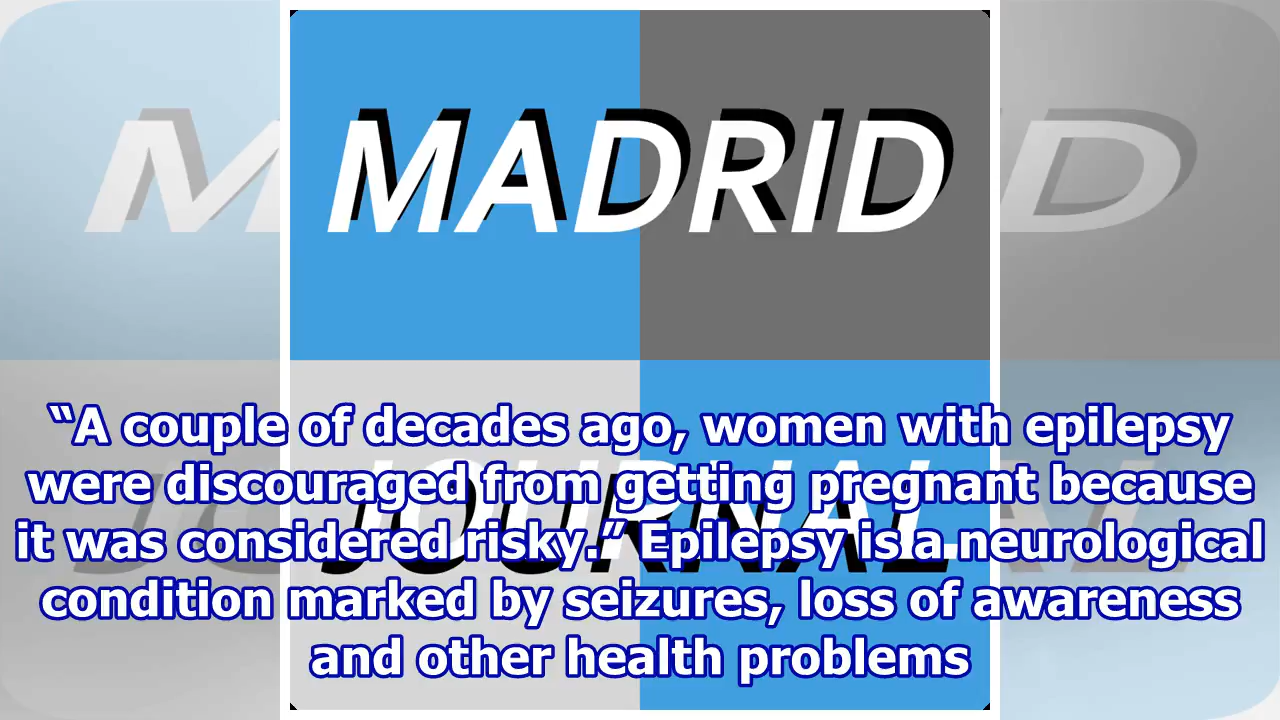 MADRID
JOURNAL
“A couple of decades ago, women with epilepsy
were discouraged from getting pregnant because
it was considered risky.” Epilepsy is a neurological
condition marked by seizures, loss of awareness
and other health problems